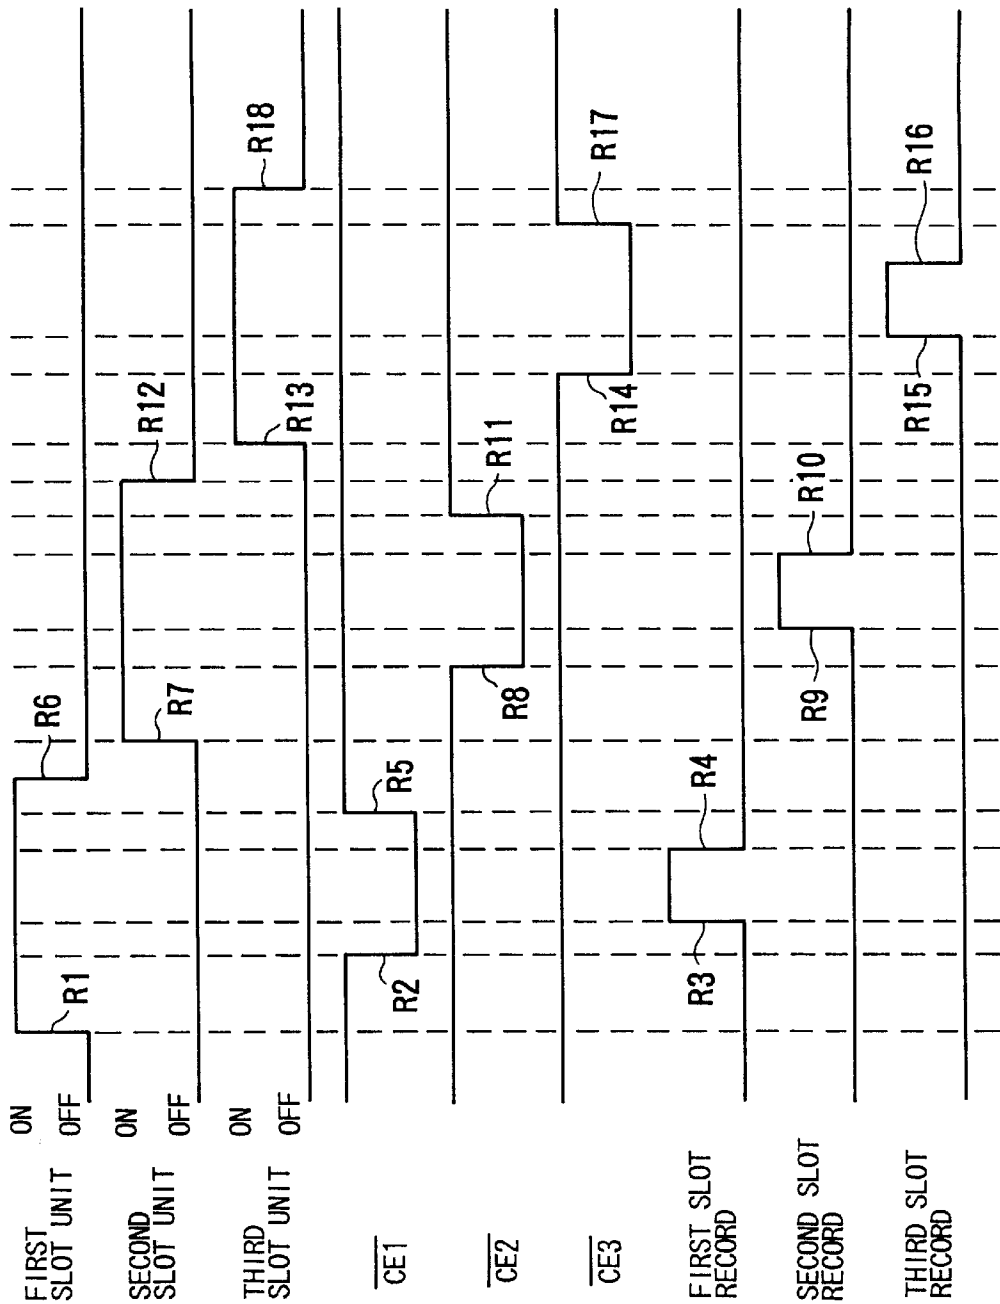 FIRST
SLOT UNIT
ON
OFF
R1
R6
SECOND
SLOT UNIT
ON
OFF
R7
R12
THIRD
SLOT UNIT
ON
OFF
R13
R18
CE1
R2
R5
CE2
R8
R11
CE3
R14
R17
FIRST SLOT
RECORD
R3
R4
SECOND SLOT
RECORD
R9
R10
THIRD SLOT
RECORD
R15
R16